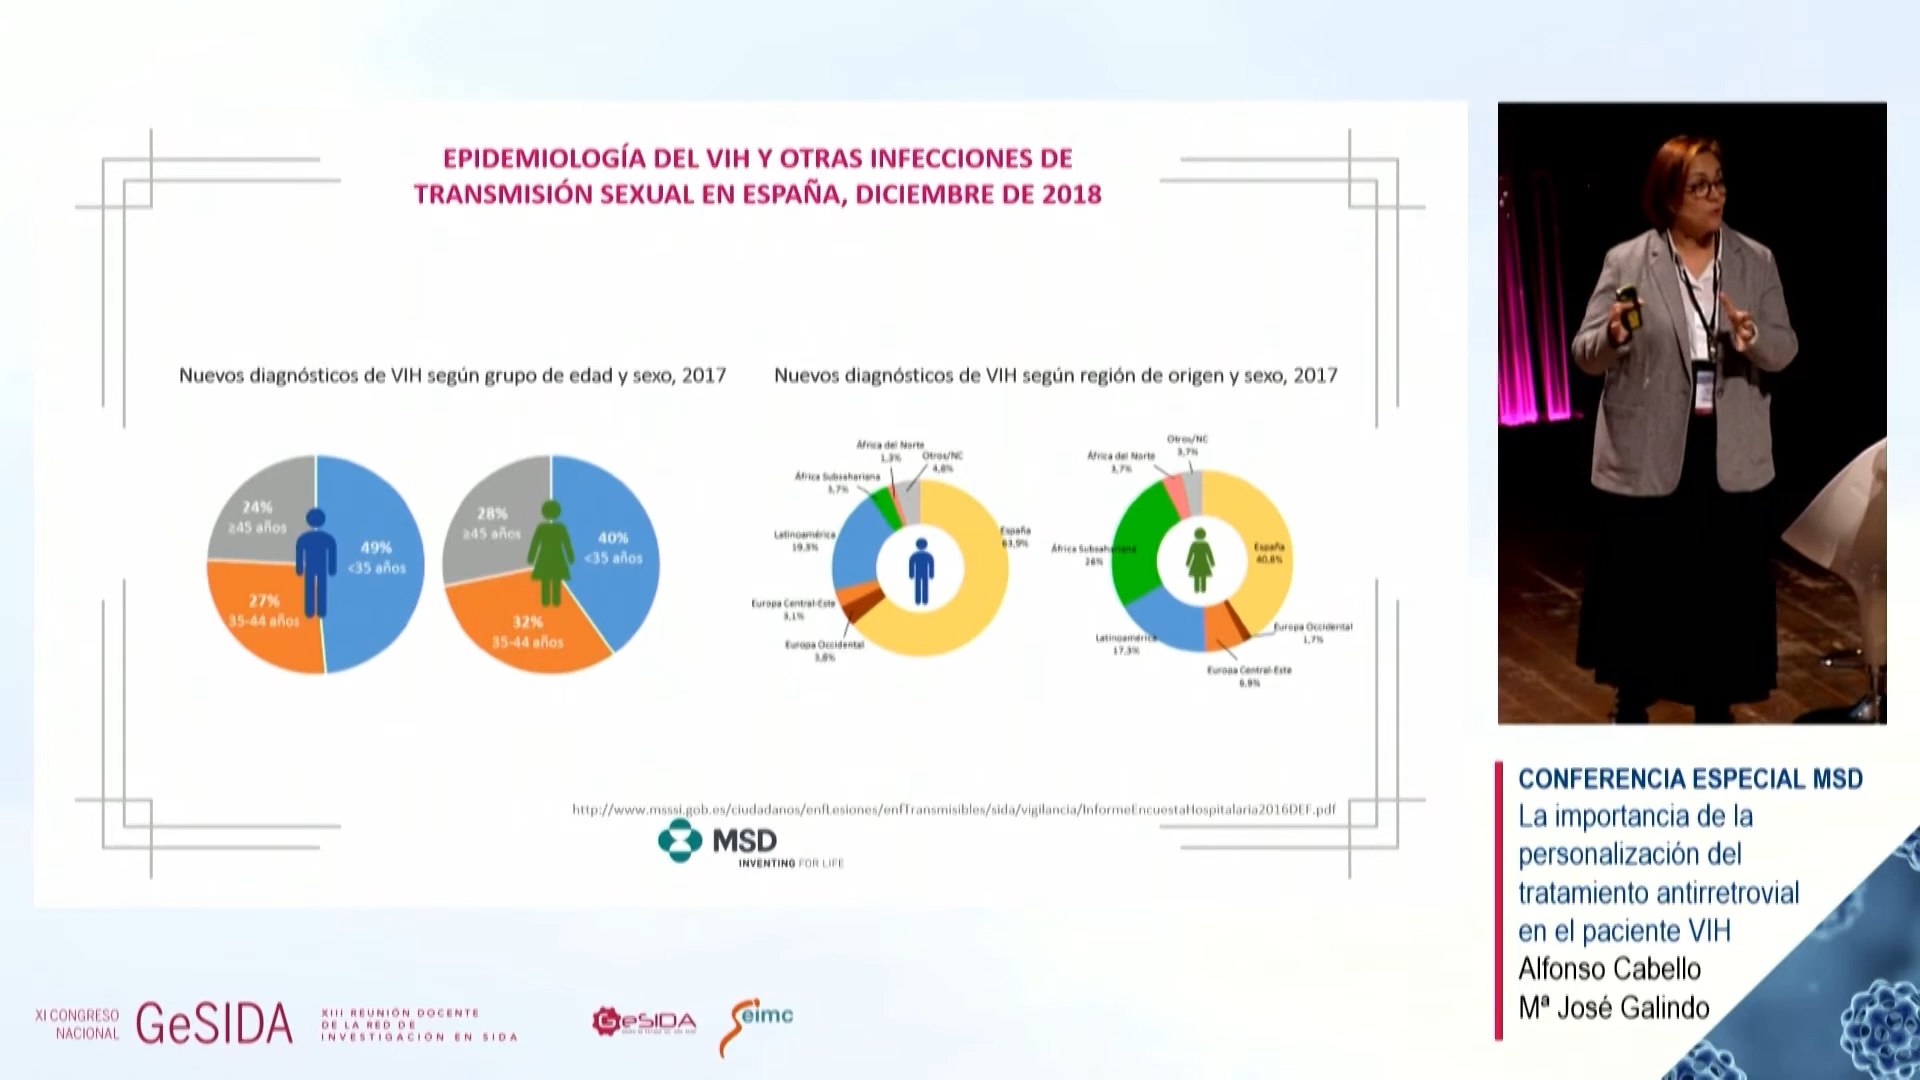 EPIDEMIOLOGÍA DEL VIH Y OTRAS INFECCIONES DE
TRANSMISIÓN SEXUAL EN ESPAÑA, DICIEMBRE DE 2018
Nuevos diagnósticos de VIH según grupo de edad y sexo, 2017
24%
≥45 años
49%
<35 años
27%
35-44 años
28%
≥45 años
40%
<35 años
32%
35-44 años
Nuevos diagnósticos de VIH según región de origen y sexo, 2017
África del Norte
1,3%
Otros/NC
4,8%
África Subsahariana
3,7%
Latinoamérica
19,3%
España
63,9%
Europa Central-Este
3,1%
Europa Occidental
3,8%
Otros/NC
3,7%
África del Norte
3,7%
África Subsahariana
26%
España
40,6%
Latinoamérica
17,3%
Europa Occidental
1,7%
Europa Central-Este
6,9%
http://www.msssi.gob.es/ciudadanos/enfLesiones/enfTransmisibles/sida/vigilancia/InformeEncuestaHospitalaria2016DEF.pdf
MSD
INVENTING FOR LIFE
CONFERENCIA ESPECIAL MSD
La importancia de la
personalización del
tratamiento antirretrovial
en el paciente VIH
Alfonso Cabello
Mª José Galindo
XI CONGRESO
NACIONAL
GeSIDA
XIII REUNIÓN DOCENTE
DE LA RED DE
INVESTIGACIÓN EN SIDA
GeSIDA
Seimc